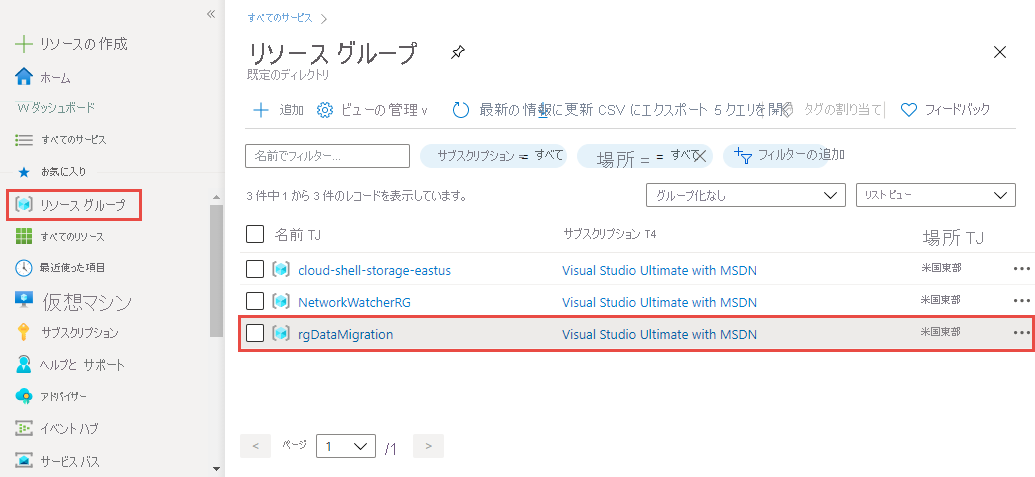 リソースの作成
ホーム
Wダッシュボード
すべてのサービス
お気に入り
リソース グループ
すべてのリソース
最近使った項目
仮想マシン
サブスクリプション
ヘルプと サポート
アドバイザー
イベント ハブ
サービス バス
すべてのサービス
リソース グループ
既定のディレクトリ
追加 ビューの管理 v 最新の情報に更新 CSV にエクスポート 5 クエリを開く タグの割り当て フィードバック
名前でフィルター... サブスクリプション = すべて 場所 = = すべて フィルターの追加
3 件中 1 から 3 件のレコードを表示しています。 グループ化なし リスト ビュー
名前 TJ サブスクリプション T4 場所 TJ
cloud-shell-storage-eastus Visual Studio Ultimate with MSDN 米国東部
NetworkWatcherRG Visual Studio Ultimate with MSDN 米国東部
rgDataMigration Visual Studio Ultimate with MSDN 米国東部
< ページ 1 /1 >